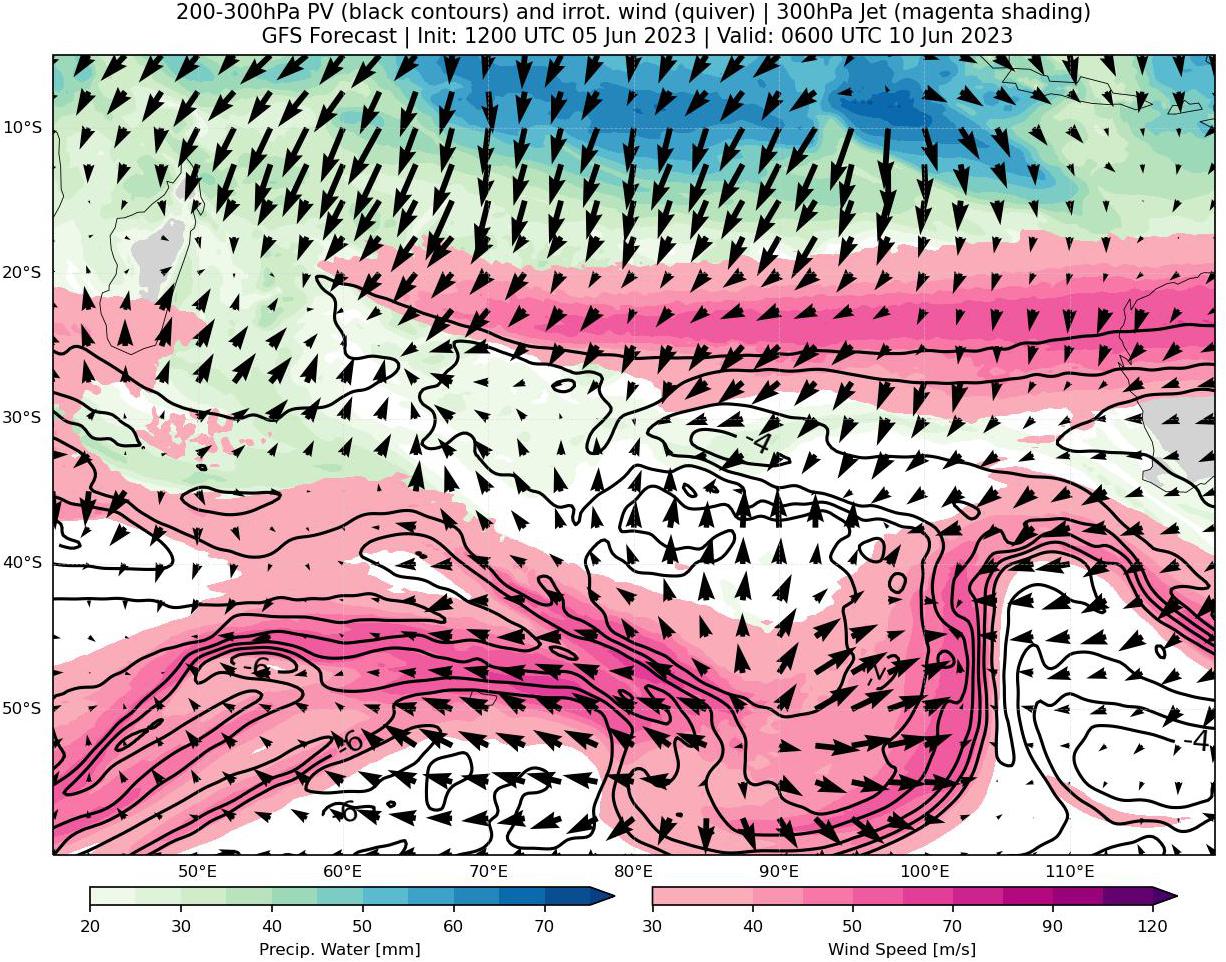 200-300hPa PV (black contours) and irrot. wind (quiver) | 300hPa Jet (magenta shading)
GFS Forecast | Init: 1200 UTC 05 Jun 2023 | Valid: 0600 UTC 10 Jun 2023
10°S
20°S
30°S
-4
40°S
-6
50°S
-6
-4
-6
50°E 60°E 70°E 80°E 90°E 100°E 110°E
20 30 40 50 60 70
30 40 50 70 90 120
Precip. Water [mm]
Wind Speed [m/s]